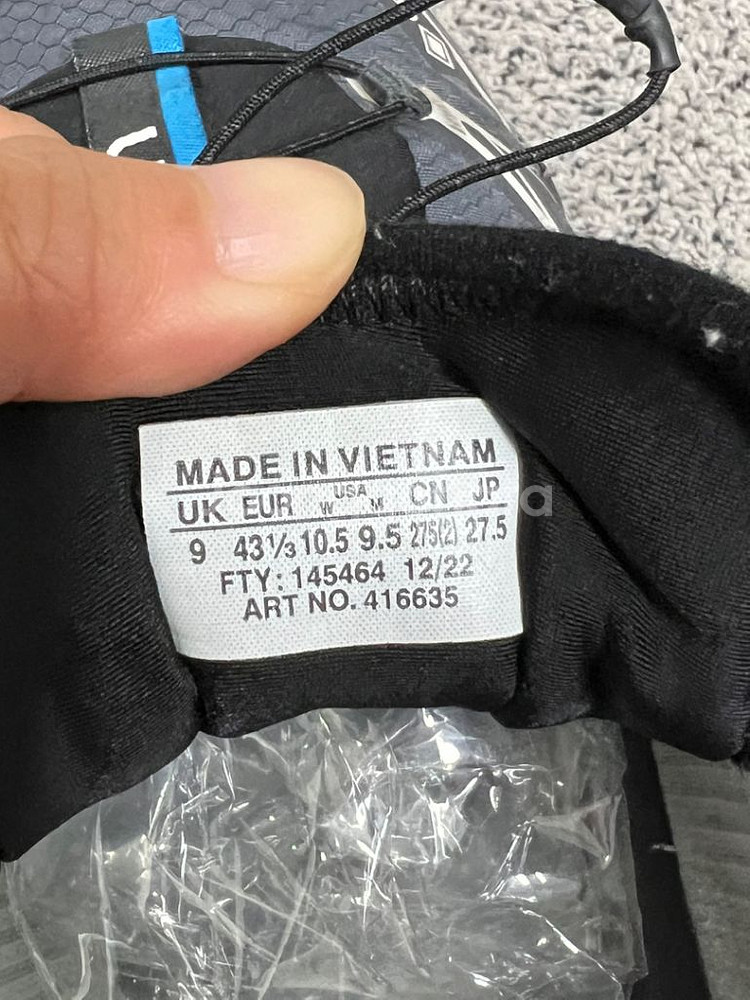 MADE IN VIETNAM
UK EUR USA W M CN JP
9 43⅓ 10.5 9.5 275(2) 27.5
FTY: 145464 12/22
ART NO. 416635